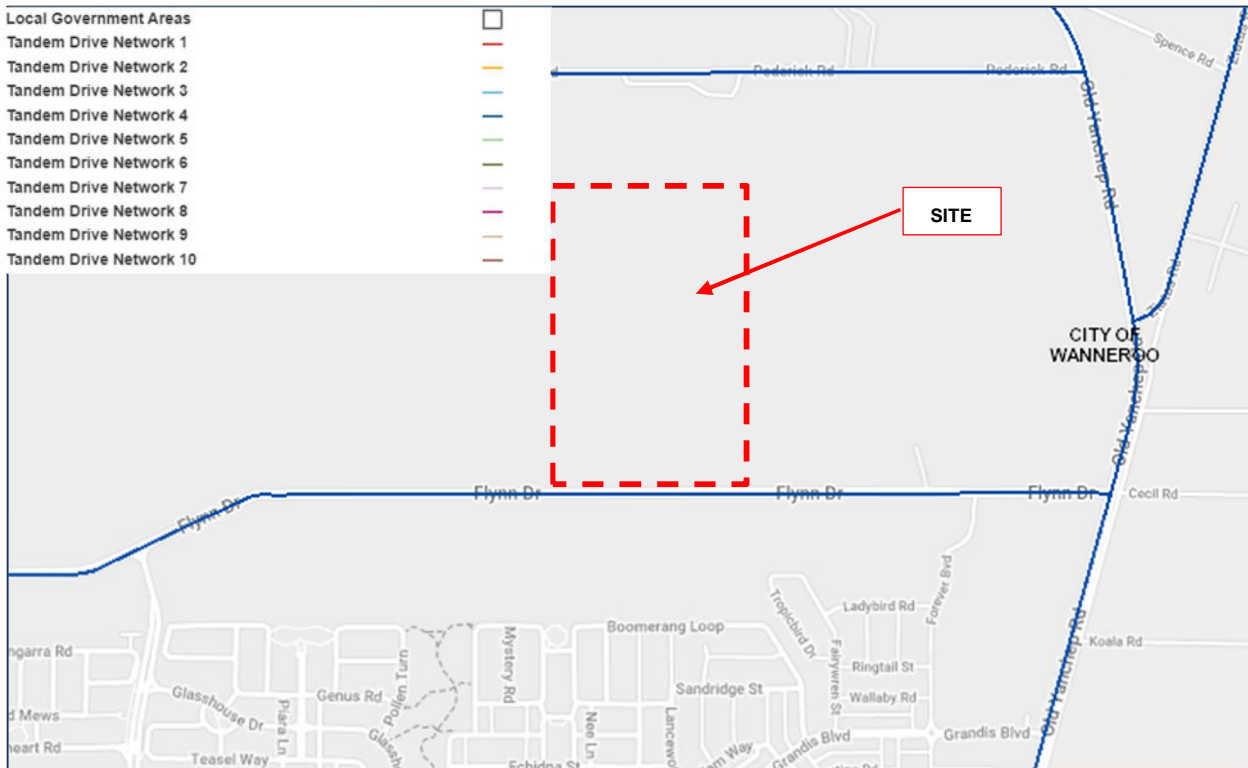 Local Government Areas
Tandem Drive Network 1
Tandem Drive Network 2
Tandem Drive Network 3
Tandem Drive Network 4
Tandem Drive Network 5
Tandem Drive Network 6
Tandem Drive Network 7
Tandem Drive Network 8
Tandem Drive Network 9
Tandem Drive Network 10
Spence Rd
Pederick Rd
Pederick Rd
Old Yanchep Rd
SITE
CITY OF
WANNEROO
Old Yanchep Rd
Flynn Dr
Flynn Dr
Flynn Dr
Flynn Dr
Cecil Rd
Forever Bvd
Tropicbird Dr
Ladybird Rd
Boomerang Loop
Mystery Rd
Pollen Turn
Fairywren St
Koala Rd
Old Yanchep Rd
ngarra Rd
Genus Rd
Glasshouse Dr
Piara Ln
Ringtail St
Sandridge St
Wallaby Rd
d Mews
Nee Ln
Grandis Blvd
Grandis Blvd
heart Rd
Teasel Way
Echidna St